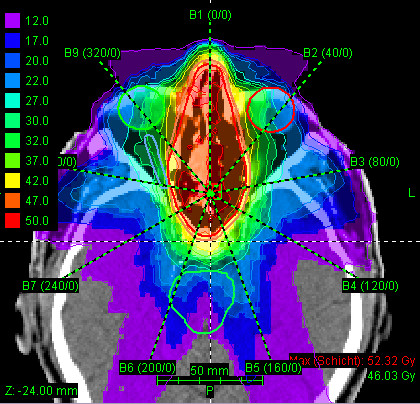 B1 (0/0)
12.0
17.0
20.0
22.0
27.0
30.0
32.0
37.0
42.0
47.0
50.0
B9 (320/0)
B2 (40/0)
0/0)
B3 (80/0)
L
B7 (240/0)
B4 (120/0)
B6 (200/0)
B5 (160/0)
50 mm
P
Max (Schicht): 52.32 Gy
46.03 Gy
Z: -24.00 mm